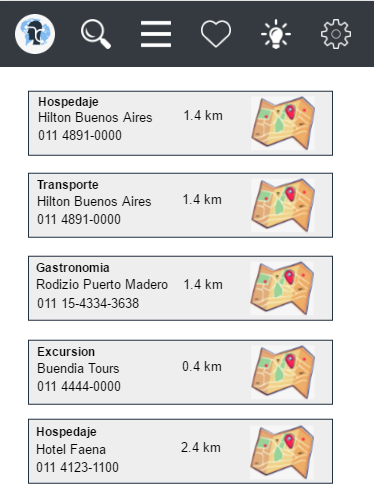 Hospedaje
Hilton Buenos Aires
011 4891-0000
1.4 km
Transporte
Hilton Buenos Aires
011 4891-0000
1.4 km
Gastronomia
Rodizio Puerto Madero
011 15-4334-3638
1.4 km
Excursion
Buendia Tours
011 4444-0000
0.4 km
Hospedaje
Hotel Faena
011 4123-1100
2.4 km